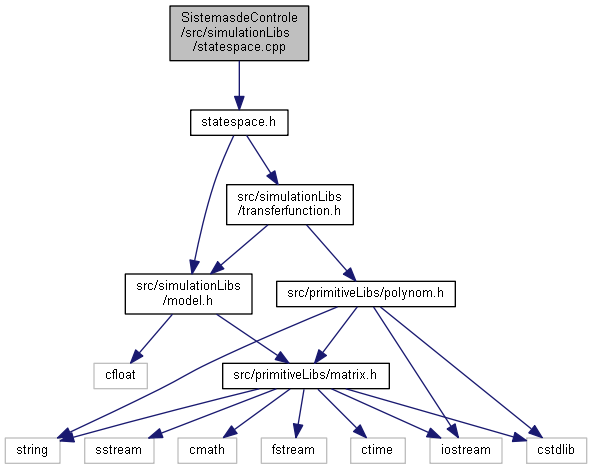 SistemasdeControle
/src/simulationLibs
/statespace.cpp
statespace.h
src/simulationLibs
/transferfunction.h
src/simulationLibs
/model.h
src/primitiveLibs/polynom.h
cfloat
src/primitiveLibs/matrix.h
string
sstream
cmath
fstream
ctime
iostream
cstdlib